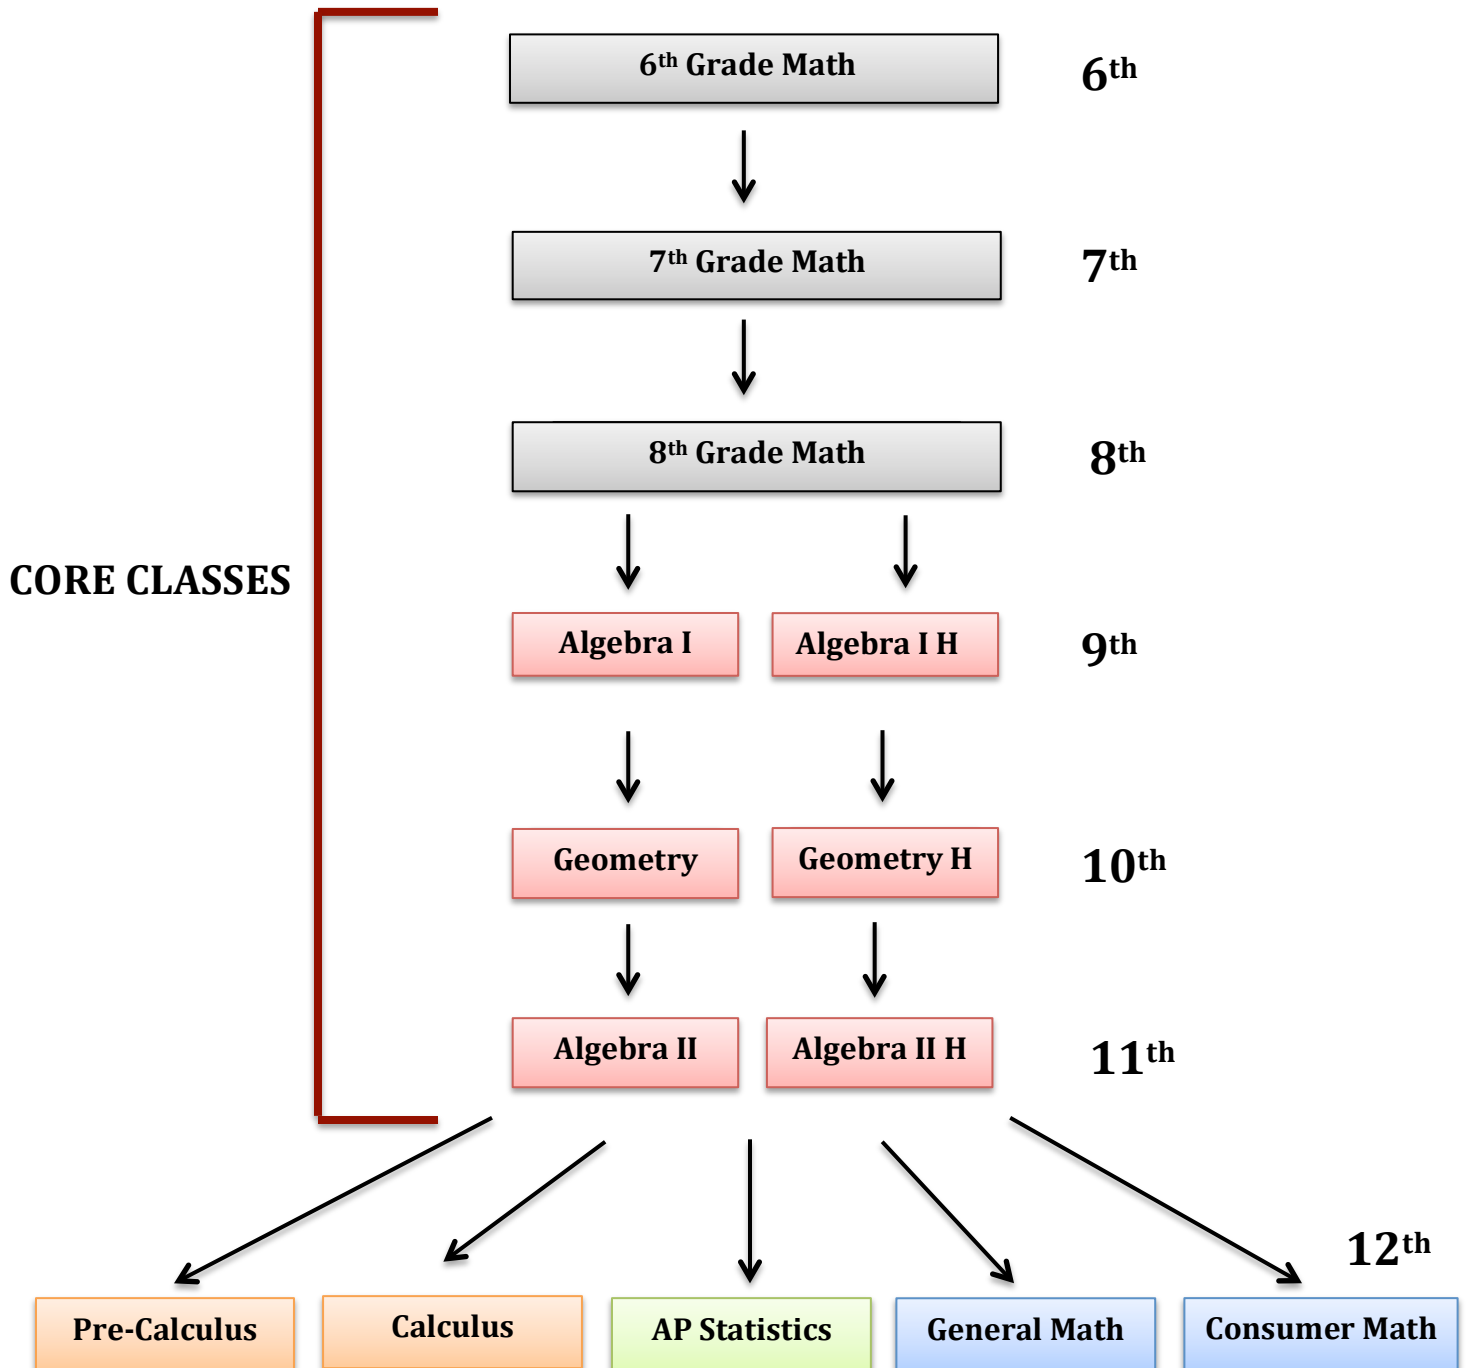 6th Grade Math
6th
7th Grade Math
7th
8th Grade Math
8th
CORE CLASSES
Algebra I
Algebra I H
9th
Geometry
Geometry H
10th
Algebra II
Algebra II H
11th
12th
Pre-Calculus
Calculus
AP Statistics
General Math
Consumer Math